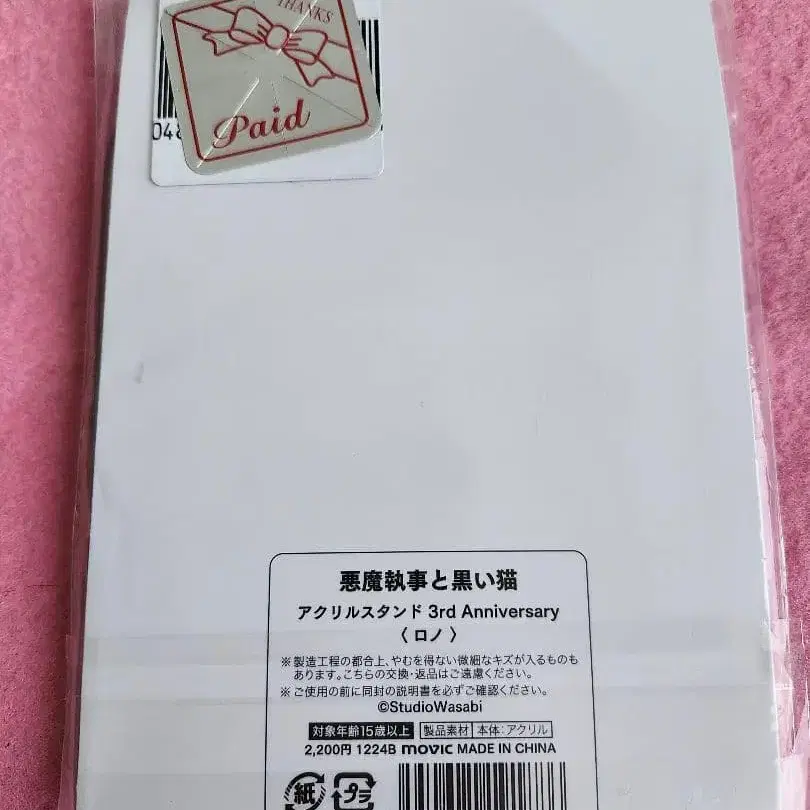 THANKS
Paid
悪魔執事と黒い猫
アクリルスタンド 3rd Anniversary
〈 ロノ 〉
※製造工程の都合上、やむを得ない微細なキズが入るものも
あります。こちらの交換・返品はご遠慮ください。
※ご使用の前に同封の説明書を必ずご確認ください。
©StudioWasabi
対象年齢15歳以上 製品素材 本体:アクリル
2,200円 1224B movic MADE IN CHINA
紙 プラ